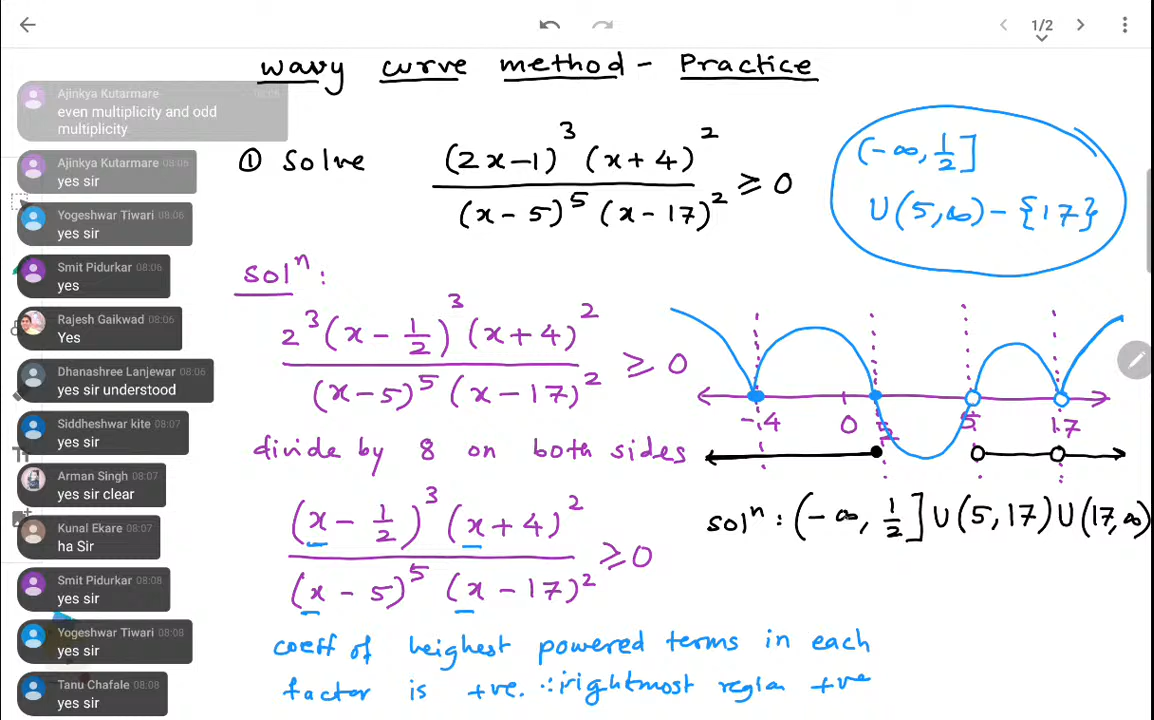 1/2
Wavy curve method - Practice
Ajinkya Kutarmare 08:06
even multiplicity and odd
multiplicity
Ajinkya Kutarmare 08:06
yes sir
Yogeshwar Tiwari 08:06
yes sir
Smit Pidurkar 08:06
yes
Rajesh Gaikwad 08:06
Yes
Dhanashree Lanjewar 08:06
yes sir understood
Siddheshwar kite 08:07
yes sir
Arman Singh 08:07
yes sir clear
Kunal Ekare 08:07
ha Sir
Smit Pidurkar 08:08
yes sir
Yogeshwar Tiwari 08:08
yes sir
Tanu Chafale 08:08
yes sir
① Solve (2x-1)³ (x+4)² / (x-5)⁵ (x-17)² ≥ 0
(-∞, 1/2]
U (5,∞) - {17}
Solⁿ:
2³ (x - 1/2)³ (x+4)² / (x-5)⁵ (x-17)² ≥ 0
-4 0 1/2 5 17
divide by 8 on both sides
(x - 1/2)³ (x+4)² / (x-5)⁵ (x-17)² ≥ 0
solⁿ: (-∞, 1/2] U (5,17) U (17,∞)
coeff of heighest powered terms in each
factor is +ve. ∴ rightmost region +ve